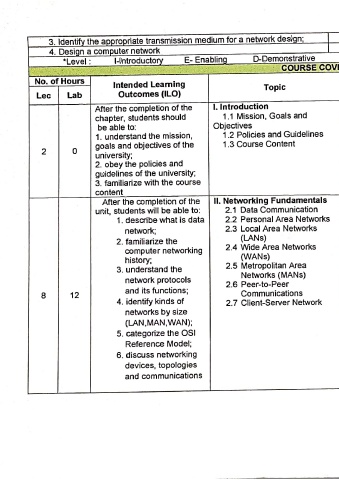 3. Identify the appropriate transmission medium for a network design;
4. Design a computer network
*Level : I-Introductory E- Enabling D-Demonstrative
COURSE COV
No. of Hours
Lec Lab
Intended Learning
Outcomes (ILO)
Topic
2
0
After the completion of the
chapter, students should
be able to:
1. understand the mission,
goals and objectives of the
university;
2. obey the policies and
guidelines of the university;
3. familiarize with the course
content
I. Introduction
1.1 Mission, Goals and
Objectives
1.2 Policies and Guidelines
1.3 Course Content
8
12
After the completion of the
unit, students will be able to:
1. describe what is data
network;
2. familiarize the
computer networking
history;
3. understand the
network protocols
and its functions;
4. identify kinds of
networks by size
(LAN,MAN,WAN);
5. categorize the OSI
Reference Model;
6. discuss networking
devices, topologies
and communications
II. Networking Fundamentals
2.1 Data Communication
2.2 Personal Area Networks
2.3 Local Area Networks
(LANs)
2.4 Wide Area Networks
(WANs)
2.5 Metropolitan Area
Networks (MANs)
2.6 Peer-to-Peer
Communications
2.7 Client-Server Network